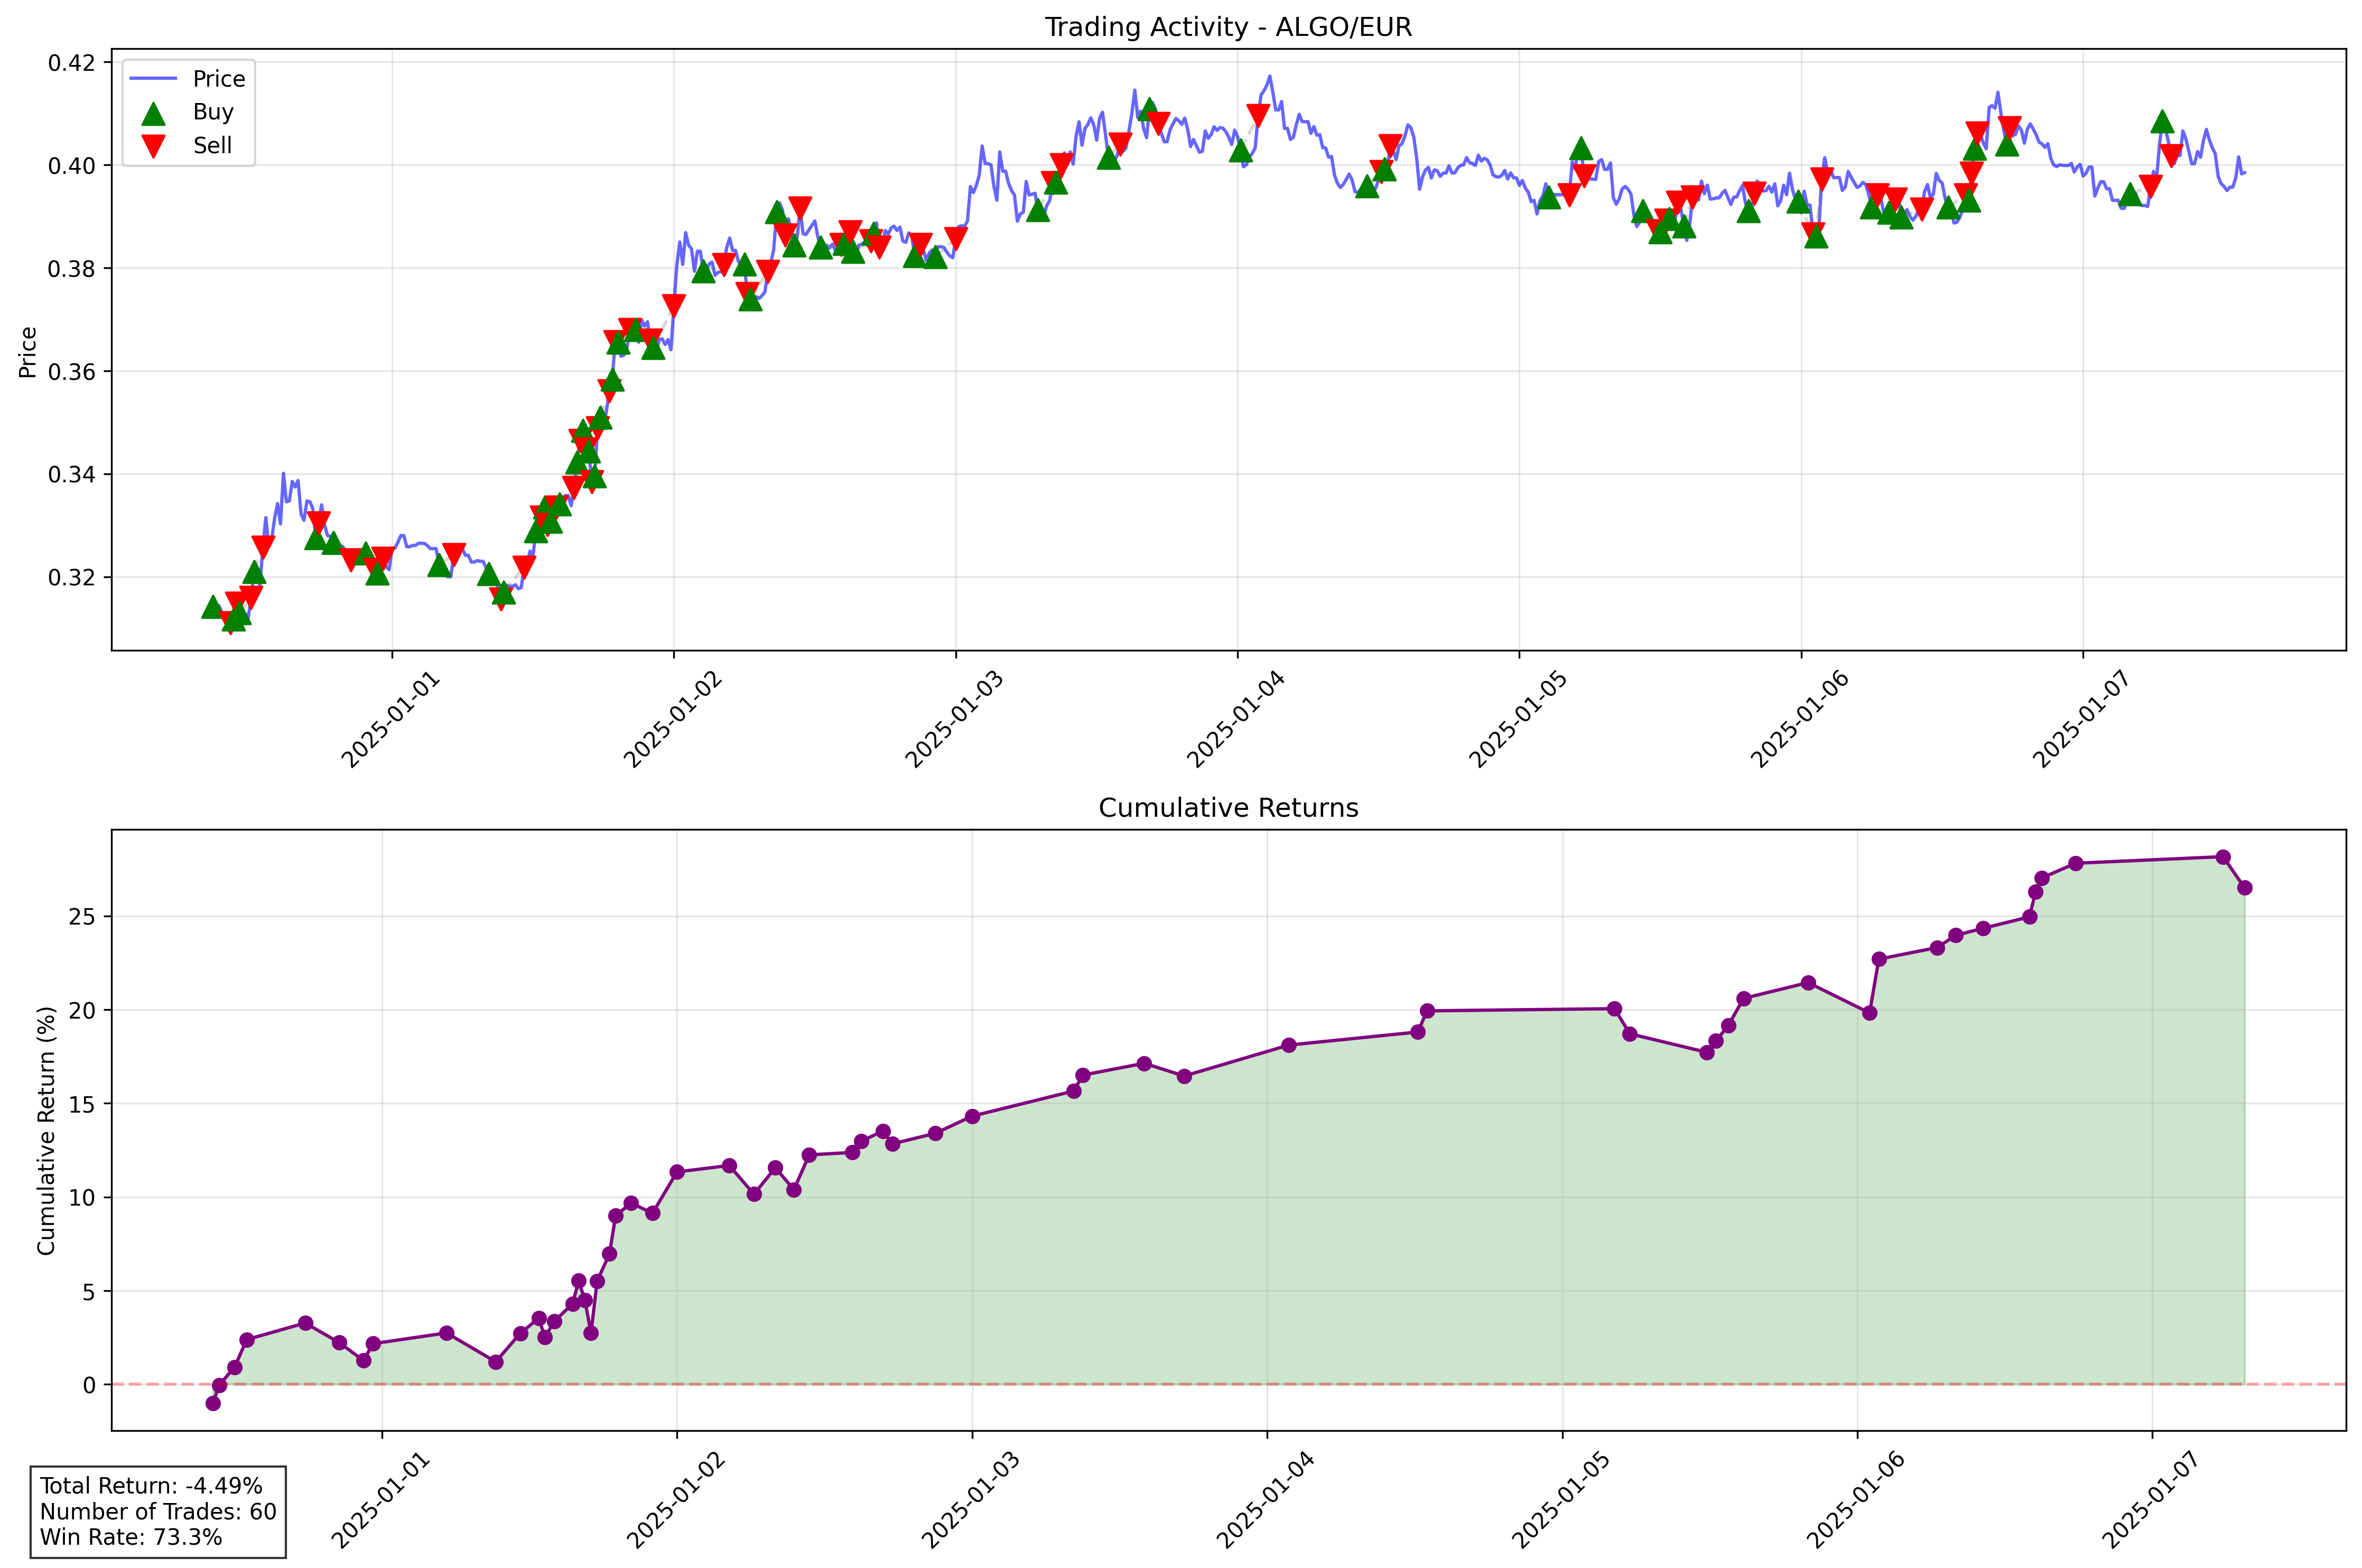 Trading Activity - ALGO/EUR
Price
Buy
Sell
Price
0.42
0.40
0.38
0.36
0.34
0.32
2025-01-01
2025-01-02
2025-01-03
2025-01-04
2025-01-05
2025-01-06
2025-01-07
Cumulative Returns
Cumulative Return (%)
25
20
15
10
5
0
2025-01-01
2025-01-02
2025-01-03
2025-01-04
2025-01-05
2025-01-06
2025-01-07
Total Return: -4.49%
Number of Trades: 60
Win Rate: 73.3%